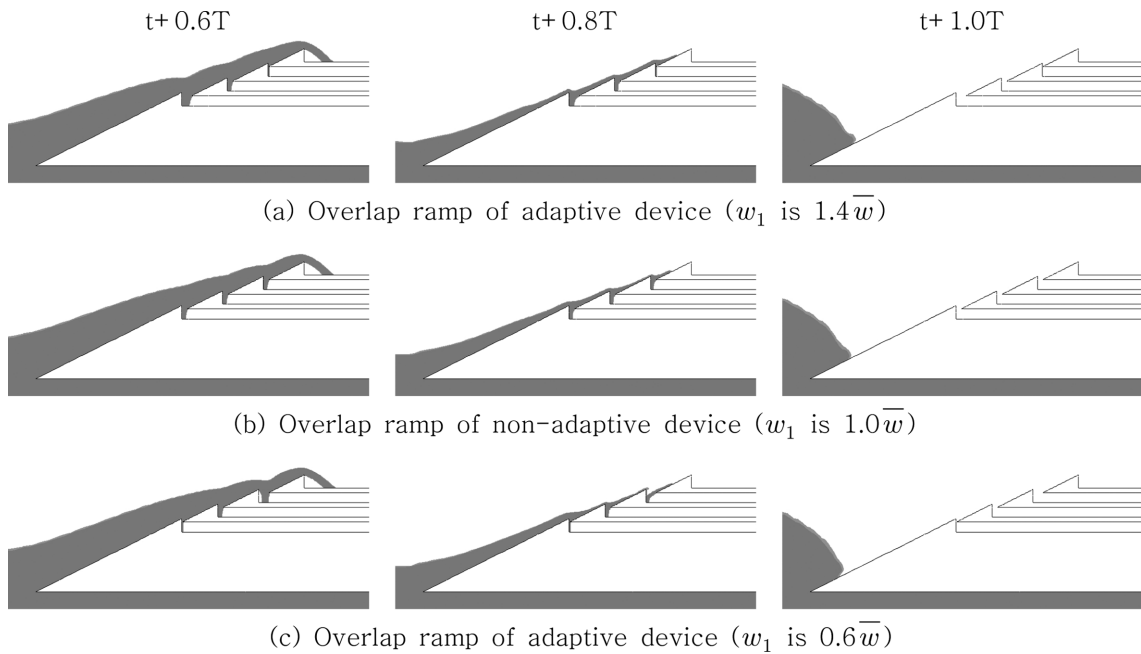 t+0.6T t+0.8T t+1.0T
(a) Overlap ramp of adaptive device (w₁ is 1.4w̅)
(b) Overlap ramp of non-adaptive device (w₁ is 1.0w̅)
(c) Overlap ramp of adaptive device (w₁ is 0.6w̅)